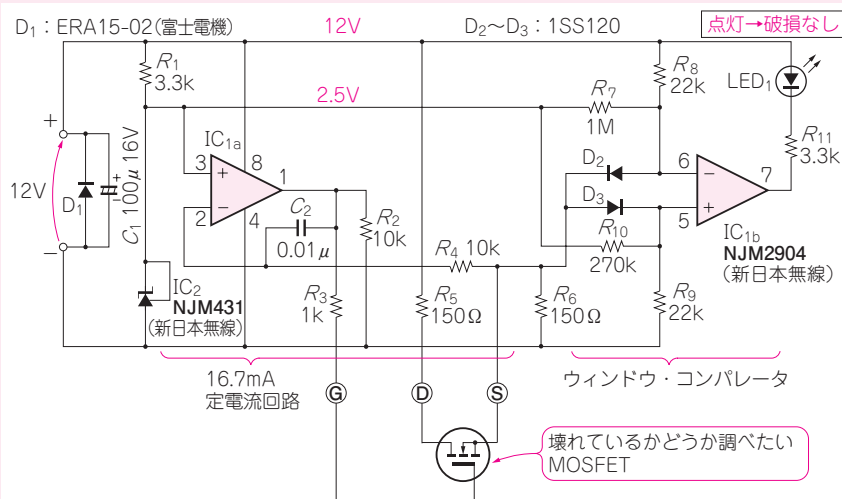 D₁：ERA15-02(富士電機)
12V
D₂～D₃：1SS120
点灯→破損なし
R₁
3.3k
2.5V
R₇
1M
R₈
22k
LED₁
R₁₁
3.3k
+
12V
−
D₁
C₁ 100μ 16V
+
IC₁ₐ
3
+
8
1
2
−
4
C₂
0.01μ
R₂
10k
R₄ 10k
D₂
D₃
6
−
7
5
+
IC₁b
NJM2904
(新日本無線)
R₁₀
270k
IC₂
NJM431
(新日本無線)
R₃
1k
R₅
150Ω
R₆
150Ω
R₉
22k
16.7mA
定電流回路
ウィンドウ・コンパレータ
G
D
S
壊れているかどうか調べたい
MOSFET